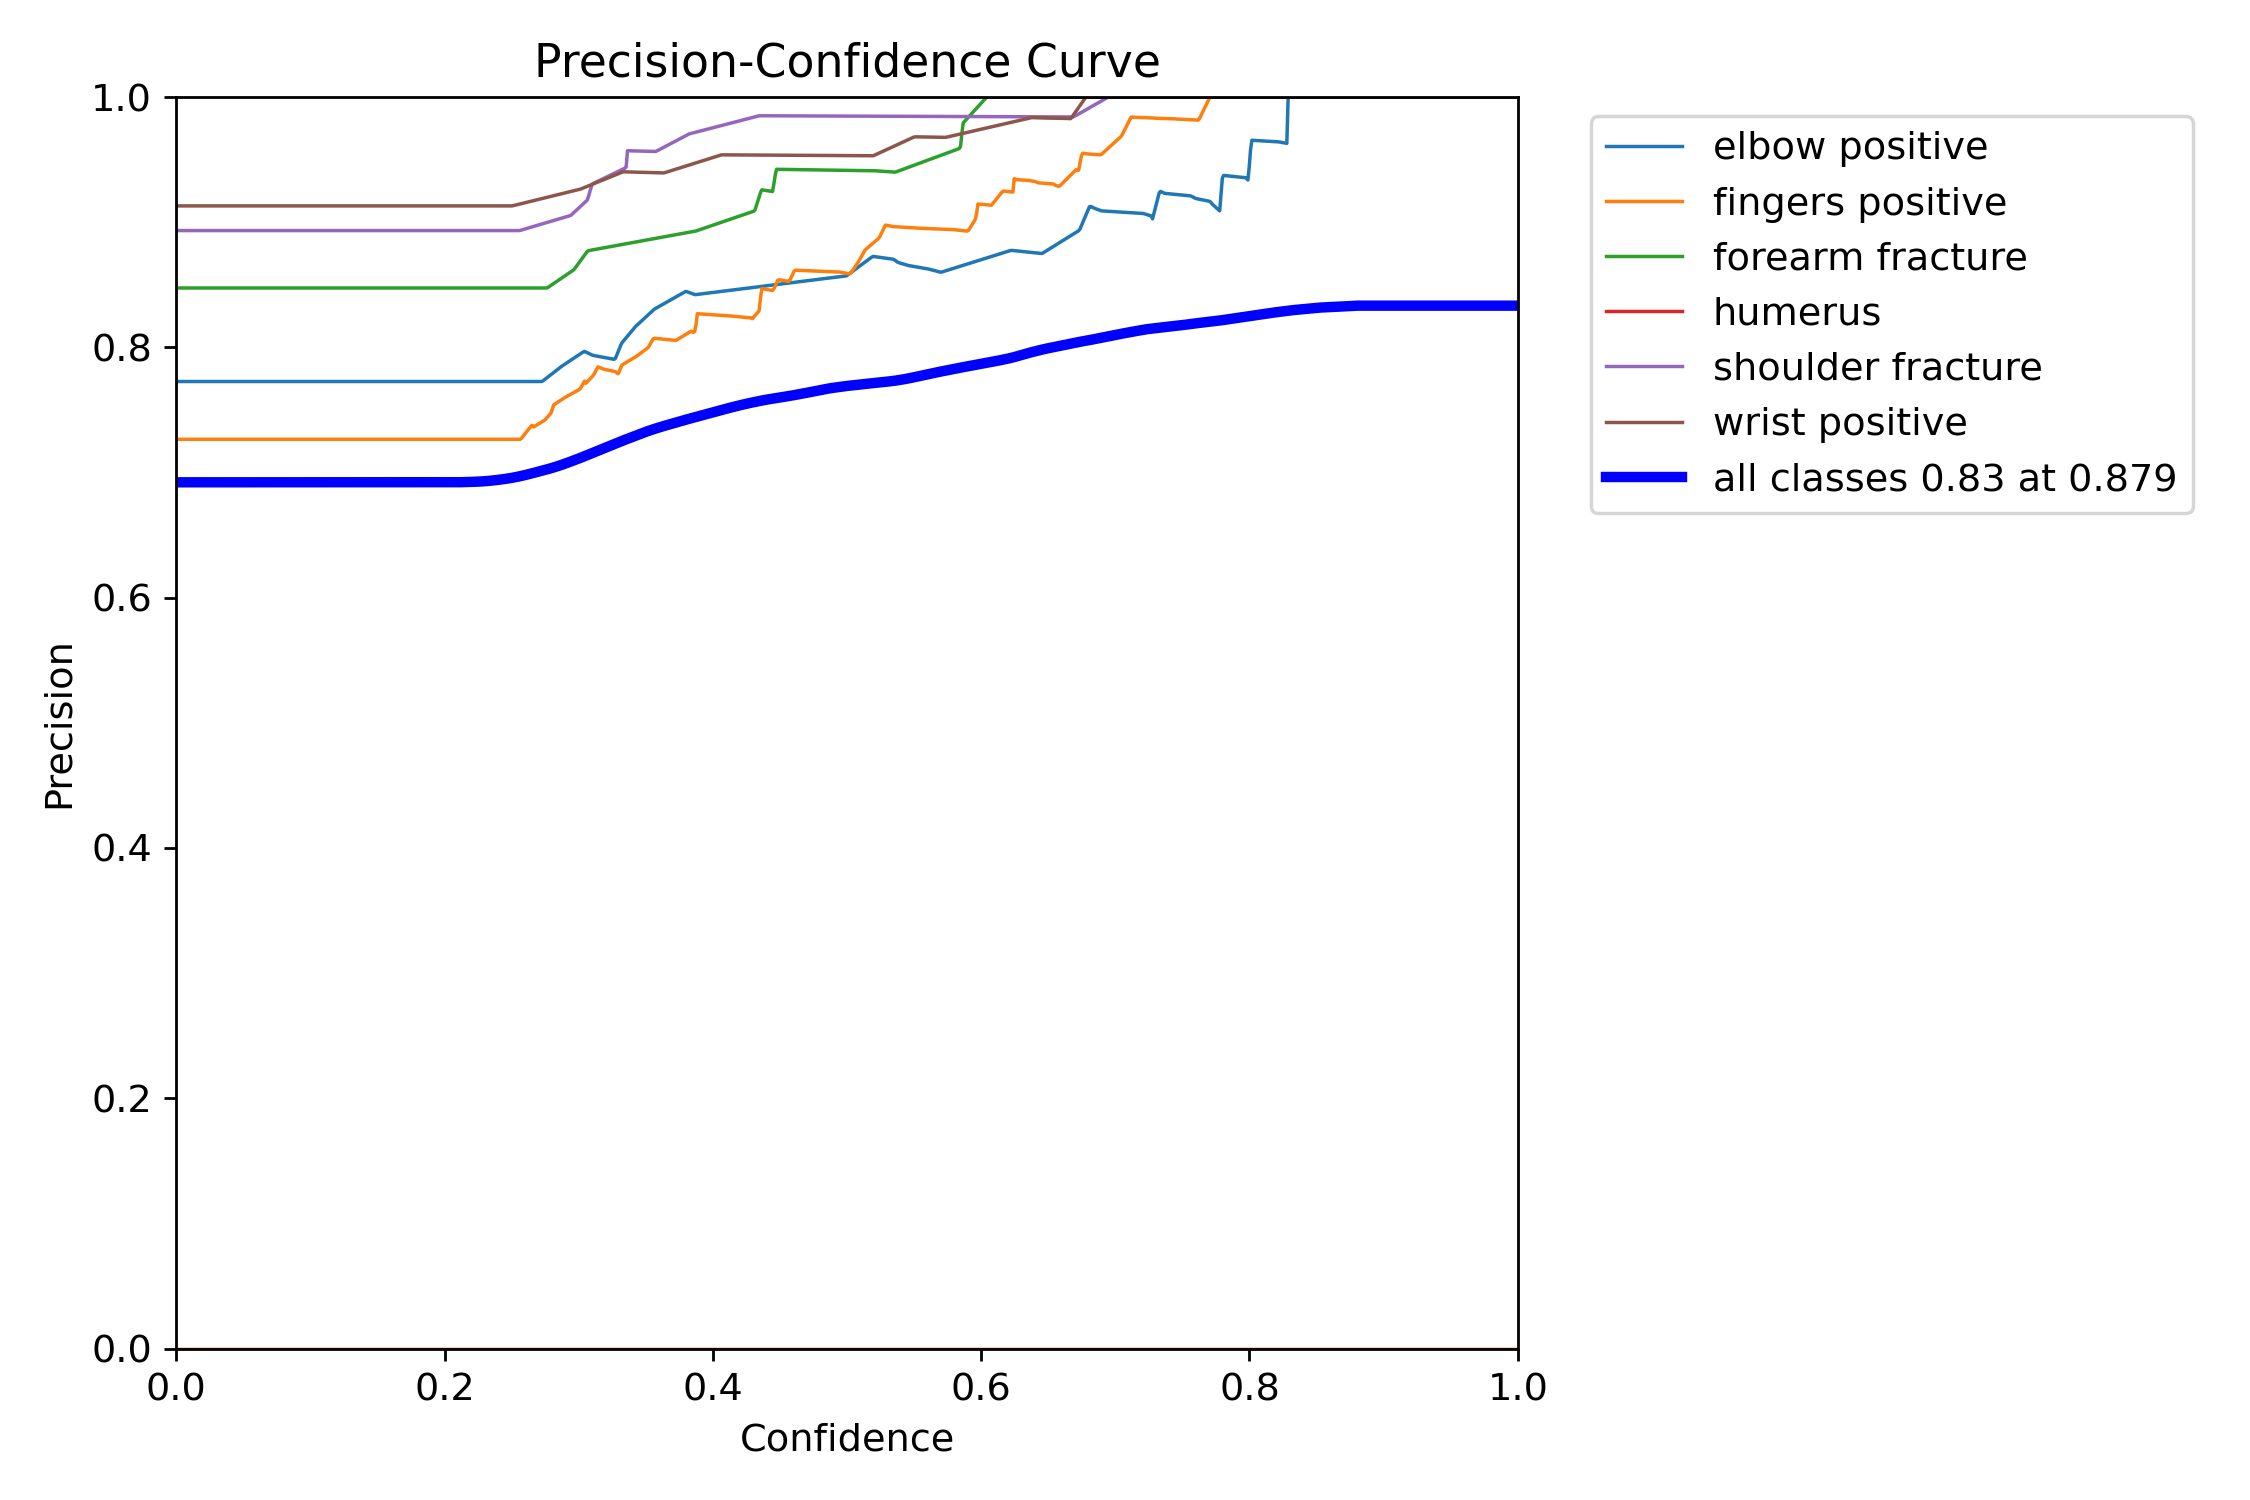 Precision-Confidence Curve
1.0
0.8
0.6
0.4
0.2
0.0
Precision
0.0 0.2 0.4 0.6 0.8 1.0
Confidence
elbow positive
fingers positive
forearm fracture
humerus
shoulder fracture
wrist positive
all classes 0.83 at 0.879